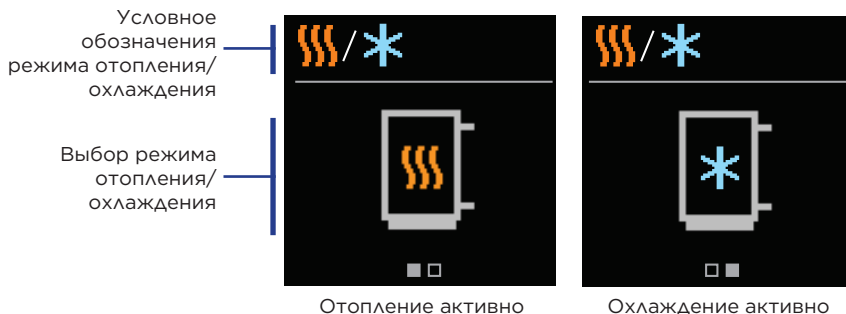 Условное
обозначения
режима отопления/
охлаждения
/
/
Выбор режима
отопления/
охлаждения
Отопление активно
Охлаждение активно